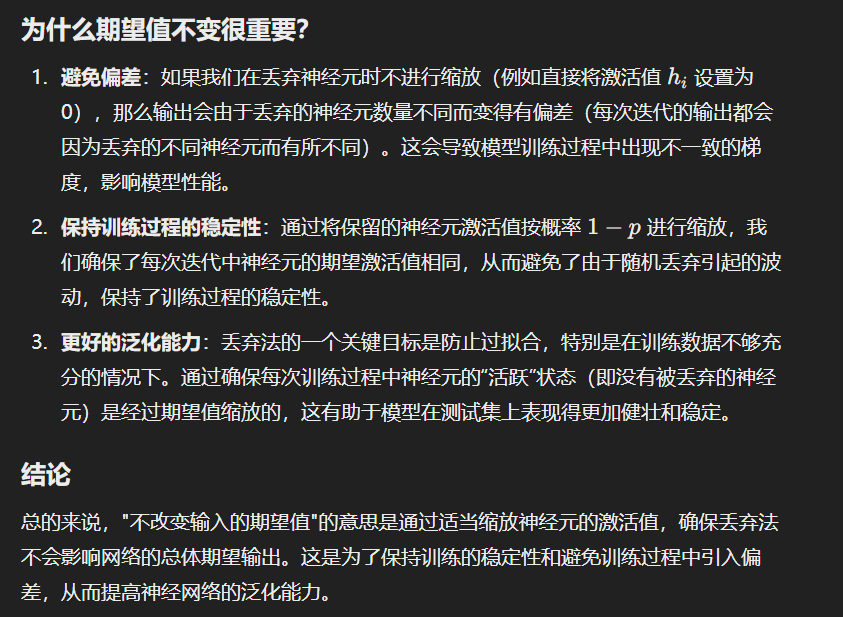 为什么期望值不变很重要？
1. 避免偏差：如果我们在丢弃神经元时不进行缩放（例如直接将激活值 hᵢ 设置为
0），那么输出会由于丢弃的神经元数量不同而变得有偏差（每次迭代的输出都会
因为丢弃的不同神经元而有所不同）。这会导致模型训练过程中出现不一致的梯
度，影响模型性能。
2. 保持训练过程的稳定性：通过将保留的神经元激活值按概率 1 − p 进行缩放，我
们确保了每次迭代中神经元的期望激活值相同，从而避免了由于随机丢弃引起的波
动，保持了训练过程的稳定性。
3. 更好的泛化能力：丢弃法的一个关键目标是防止过拟合，特别是在训练数据不够充
分的情况下。通过确保每次训练过程中神经元的“活跃”状态（即没有被丢弃的神经
元）是经过期望值缩放的，这有助于模型在测试集上表现得更加健壮和稳定。
结论
总的来说，"不改变输入的期望值"的意思是通过适当缩放神经元的激活值，确保丢弃法
不会影响网络的总体期望输出。这是为了保持训练的稳定性和避免训练过程中引入偏
差，从而提高神经网络的泛化能力。